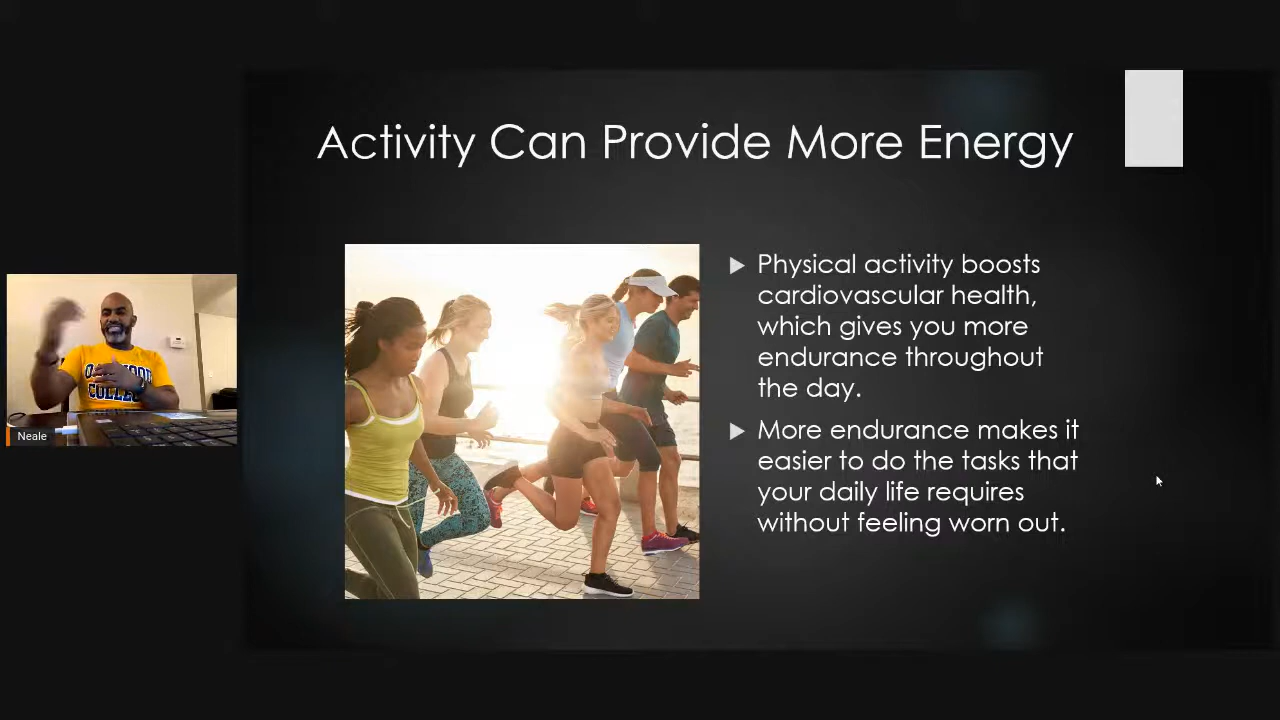 Activity Can Provide More Energy
Physical activity boosts
cardiovascular health,
which gives you more
endurance throughout
the day.
More endurance makes it
easier to do the tasks that
your daily life requires
without feeling worn out.
Neale